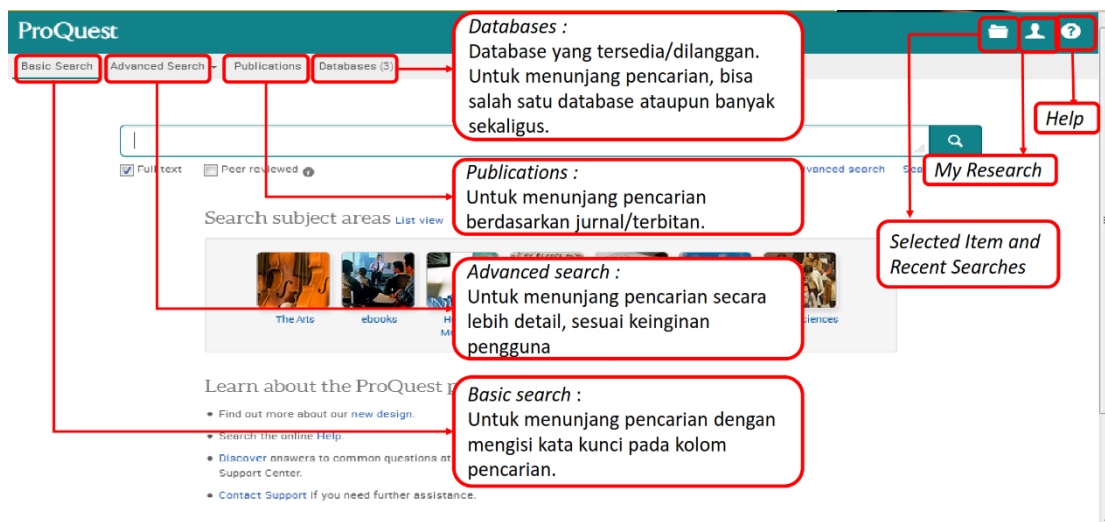 ProQuest
Basic Search
Advanced Search
Publications
Databases (3)
Databases :
Database yang tersedia/dilanggan.
Untuk menunjang pencarian, bisa
salah satu database ataupun banyak
sekaligus.
Help
My Research
Selected Item and
Recent Searches
Full text
Peer reviewed
search
Publications :
Untuk menunjang pencarian
berdasarkan jurnal/terbitan.
Search subject areas List view
Advanced search :
Untuk menunjang pencarian secara
lebih detail, sesuai keinginan
pengguna
The Arts
ebooks
Learn about the ProQuest
Basic search :
Untuk menunjang pencarian dengan
mengisi kata kunci pada kolom
pencarian.
• Find out more about our new design.
• Search the online Help.
• Discover answers to common questions at
Support Center.
• Contact Support if you need further assistance.